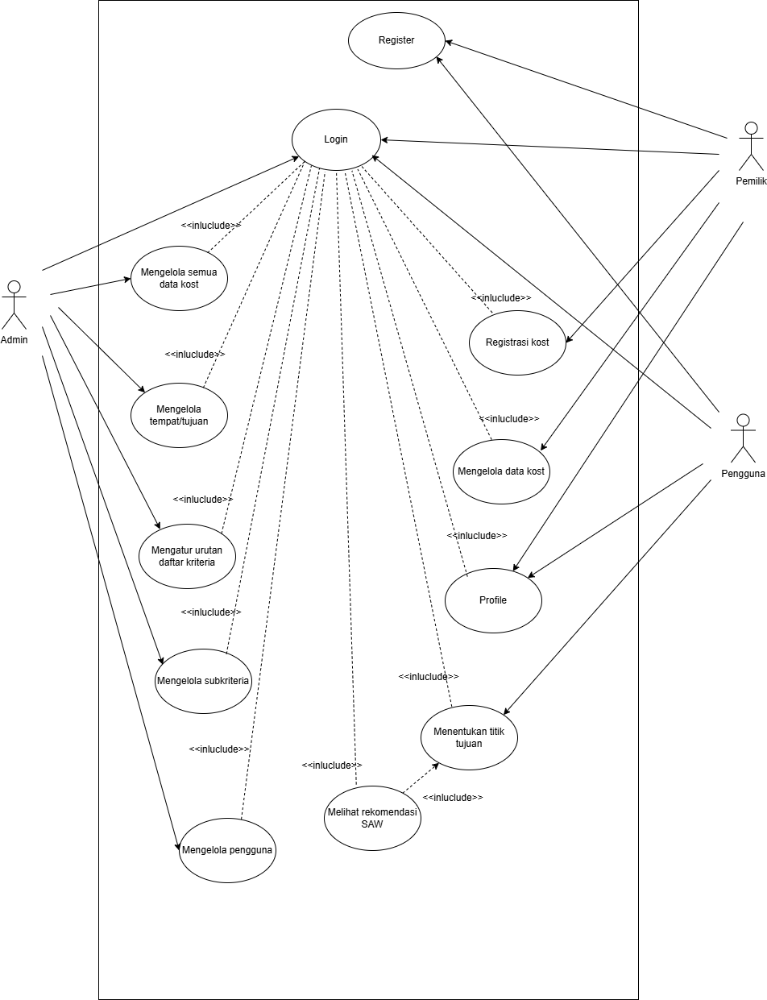 Register
Login
Pemilik
<<inluclude>>
Mengelola semua
data kost
<<inluclude>>
Admin
Registrasi kost
<<inluclude>>
Mengelola
tempat/tujuan
<<inluclude>>
Mengelola data kost
Pengguna
<<inluclude>>
<<inluclude>>
Mengatur urutan
daftar kriteria
Profile
<<inluclude>>
Mengelola subkriteria
<<inluclude>>
Menentukan titik
tujuan
<<inluclude>>
<<inluclude>>
<<inluclude>>
Melihat rekomendasi
SAW
Mengelola pengguna